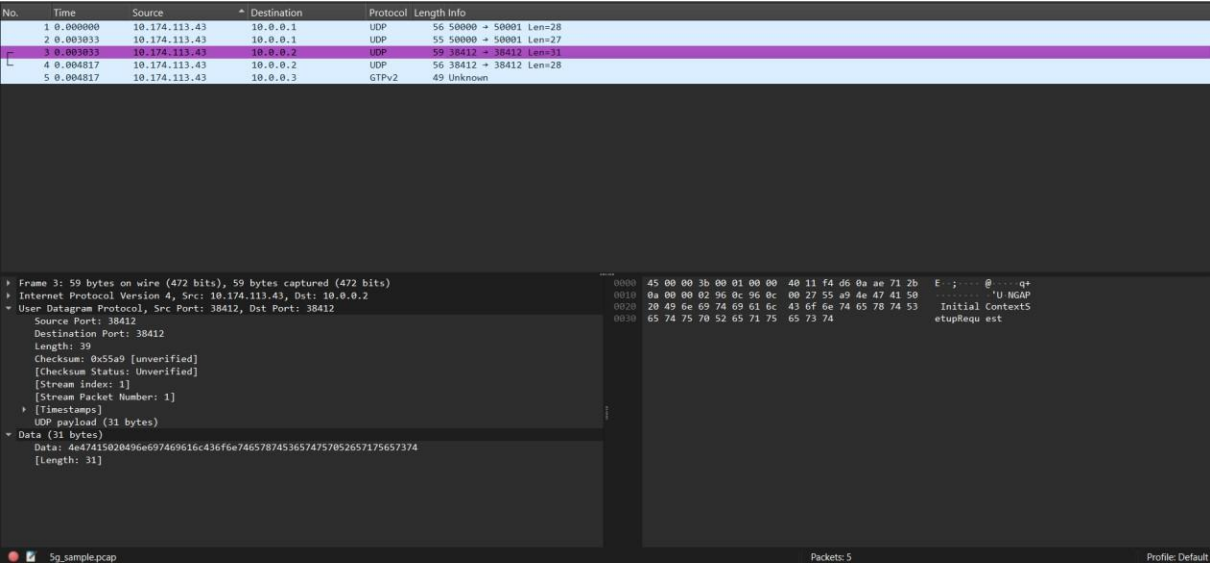 No. Time Source Destination Protocol Length Info
1 0.000000 10.174.113.43 10.0.0.1 UDP 56 50000 → 50001 Len=28
2 0.003033 10.174.113.43 10.0.0.1 UDP 55 50000 → 50001 Len=27
3 0.003033 10.174.113.43 10.0.0.2 UDP 59 38412 → 38412 Len=31
4 0.004817 10.174.113.43 10.0.0.2 UDP 56 38412 → 38412 Len=28
5 0.004817 10.174.113.43 10.0.0.3 GTPv2 49 Unknown
Frame 3: 59 bytes on wire (472 bits), 59 bytes captured (472 bits)
Internet Protocol Version 4, Src: 10.174.113.43, Dst: 10.0.0.2
User Datagram Protocol, Src Port: 38412, Dst Port: 38412
Source Port: 38412
Destination Port: 38412
Length: 39
Checksum: 0x55a9 [unverified]
[Checksum Status: Unverified]
[Stream index: 1]
[Stream Packet Number: 1]
[Timestamps]
UDP payload (31 bytes)
Data (31 bytes)
Data: 4e47415020496e697469616c436f6e74657874536574757052657175657374
[Length: 31]
0000 45 00 00 3b 00 01 00 00 40 11 f4 d6 0a ae 71 2b E··;···· @·····q+
0010 0a 00 00 02 96 0c 96 0c 00 27 55 a9 4e 47 41 50 ········ ·'U·NGAP
0020 20 49 6e 69 74 69 61 6c 43 6f 6e 74 65 78 74 53 Initial ContextS
0030 65 74 75 70 52 65 71 75 65 73 74 etupRequ est
5g_sample.pcap Packets: 5 Profile: Default